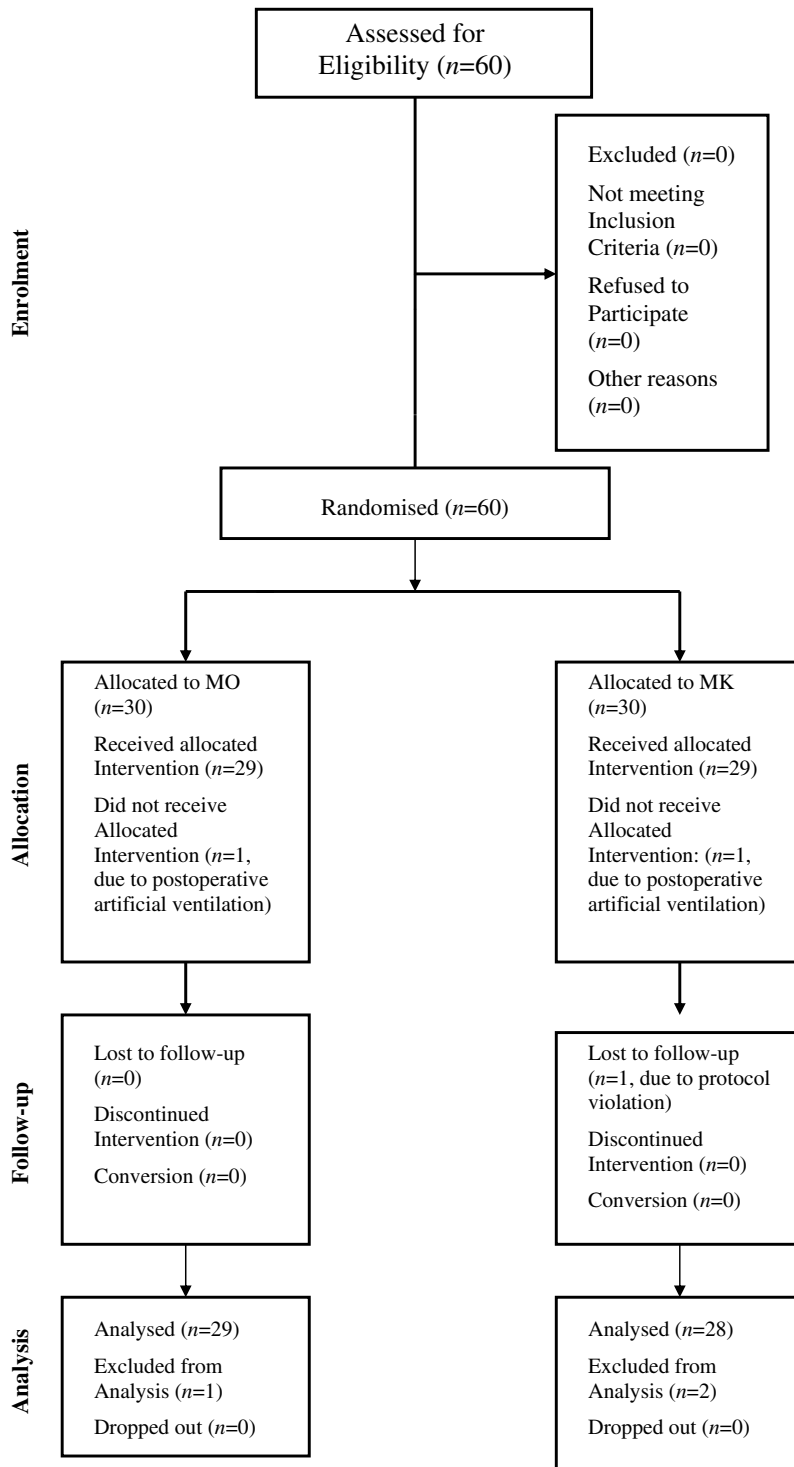 Assessed for
Eligibility (n=60)
Enrolment
Excluded (n=0)
Not meeting
Inclusion
Criteria (n=0)
Refused to
Participate
(n=0)
Other reasons
(n=0)
Randomised (n=60)
Allocation
Allocated to MO
(n=30)
Received allocated
Intervention (n=29)
Did not receive
Allocated
Intervention (n=1,
due to postoperative
artificial ventilation)
Allocated to MK
(n=30)
Received allocated
Intervention (n=29)
Did not receive
Allocated
Intervention: (n=1,
due to postoperative
artificial ventilation)
Follow-up
Lost to follow-up
(n=0)
Discontinued
Intervention (n=0)
Conversion (n=0)
Lost to follow-up
(n=1, due to protocol
violation)
Discontinued
Intervention (n=0)
Conversion (n=0)
Analysis
Analysed (n=29)
Excluded from
Analysis (n=1)
Dropped out (n=0)
Analysed (n=28)
Excluded from
Analysis (n=2)
Dropped out (n=0)